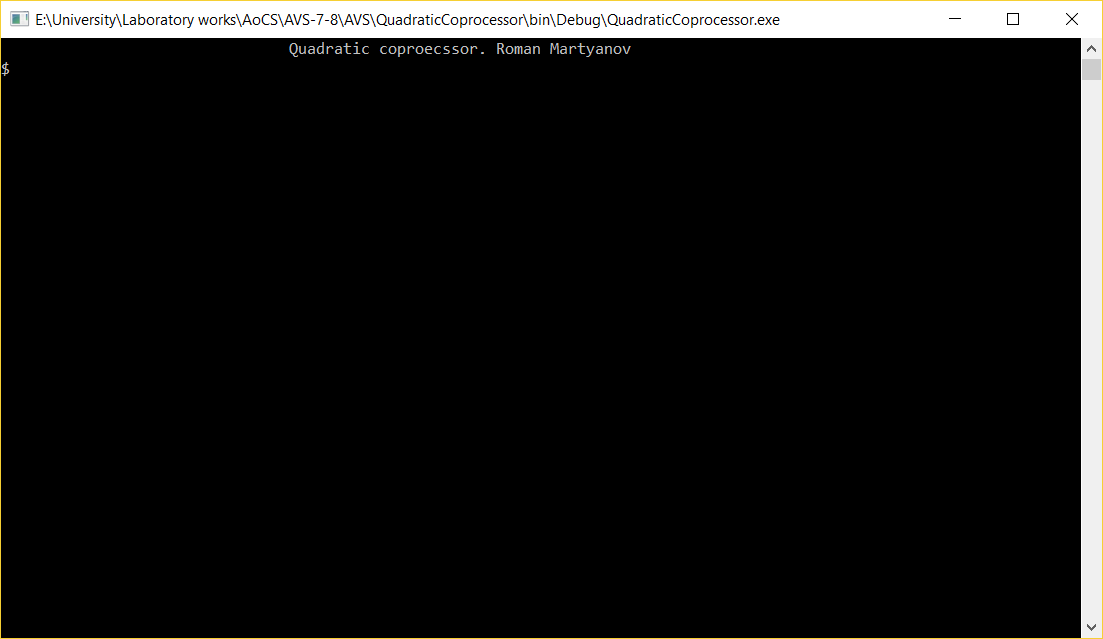 E:\University\Laboratory works\AoCS\AVS-7-8\AVS\QuadraticCoprocessor\bin\Debug\QuadraticCoprocessor.exe
Quadratic coproecssor. Roman Martyanov
$